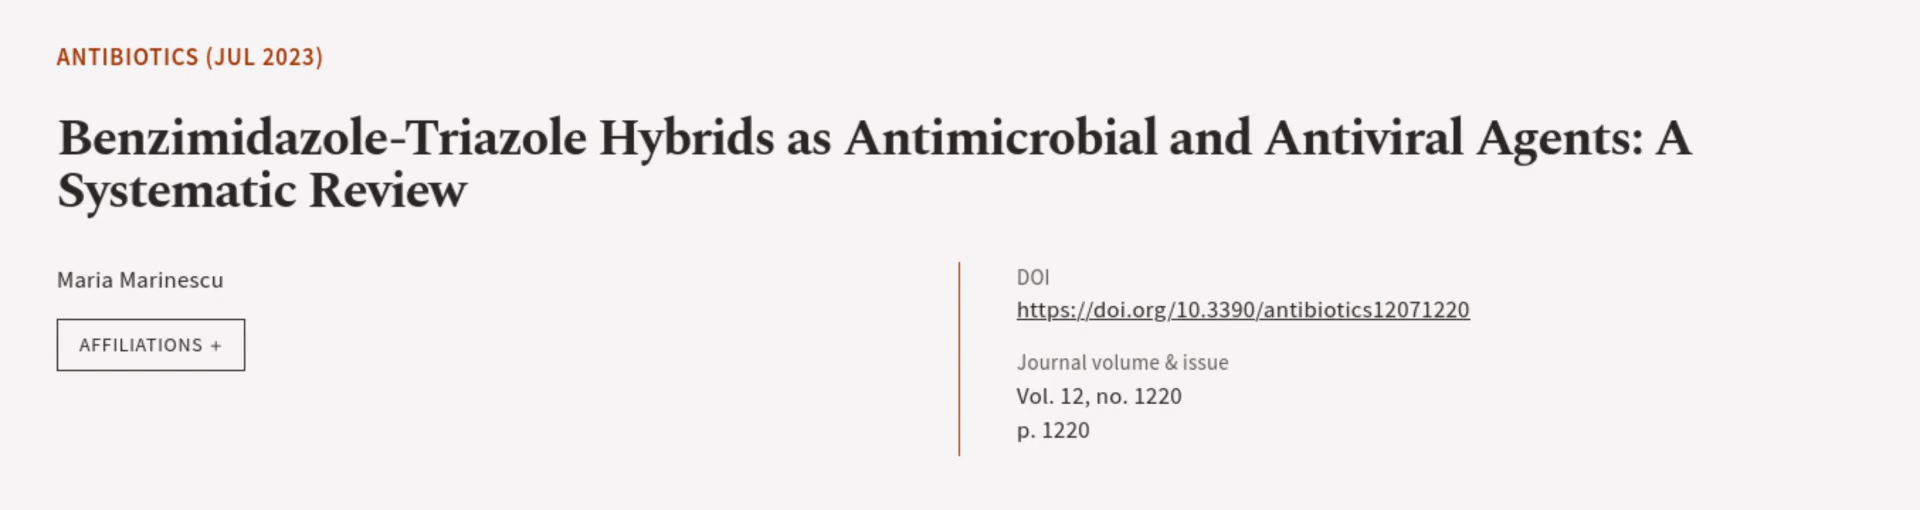 ANTIBIOTICS (JUL 2023)
Benzimidazole-Triazole Hybrids as Antimicrobial and Antiviral Agents: A
Systematic Review
Maria Marinescu
AFFILIATIONS +
DOI
https://doi.org/10.3390/antibiotics12071220
Journal volume & issue
Vol. 12, no. 1220
p. 1220